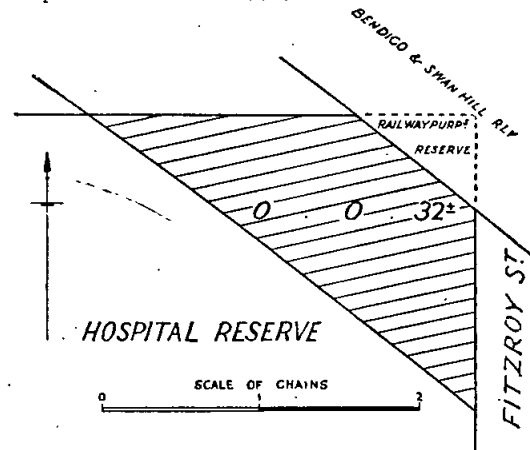 BENDIGO & SWAN HILL RLY
RAILWAY PURPS
RESERVE
0 0 32±
FITZROY ST.
HOSPITAL RESERVE
SCALE OF CHAINS
0 1 2